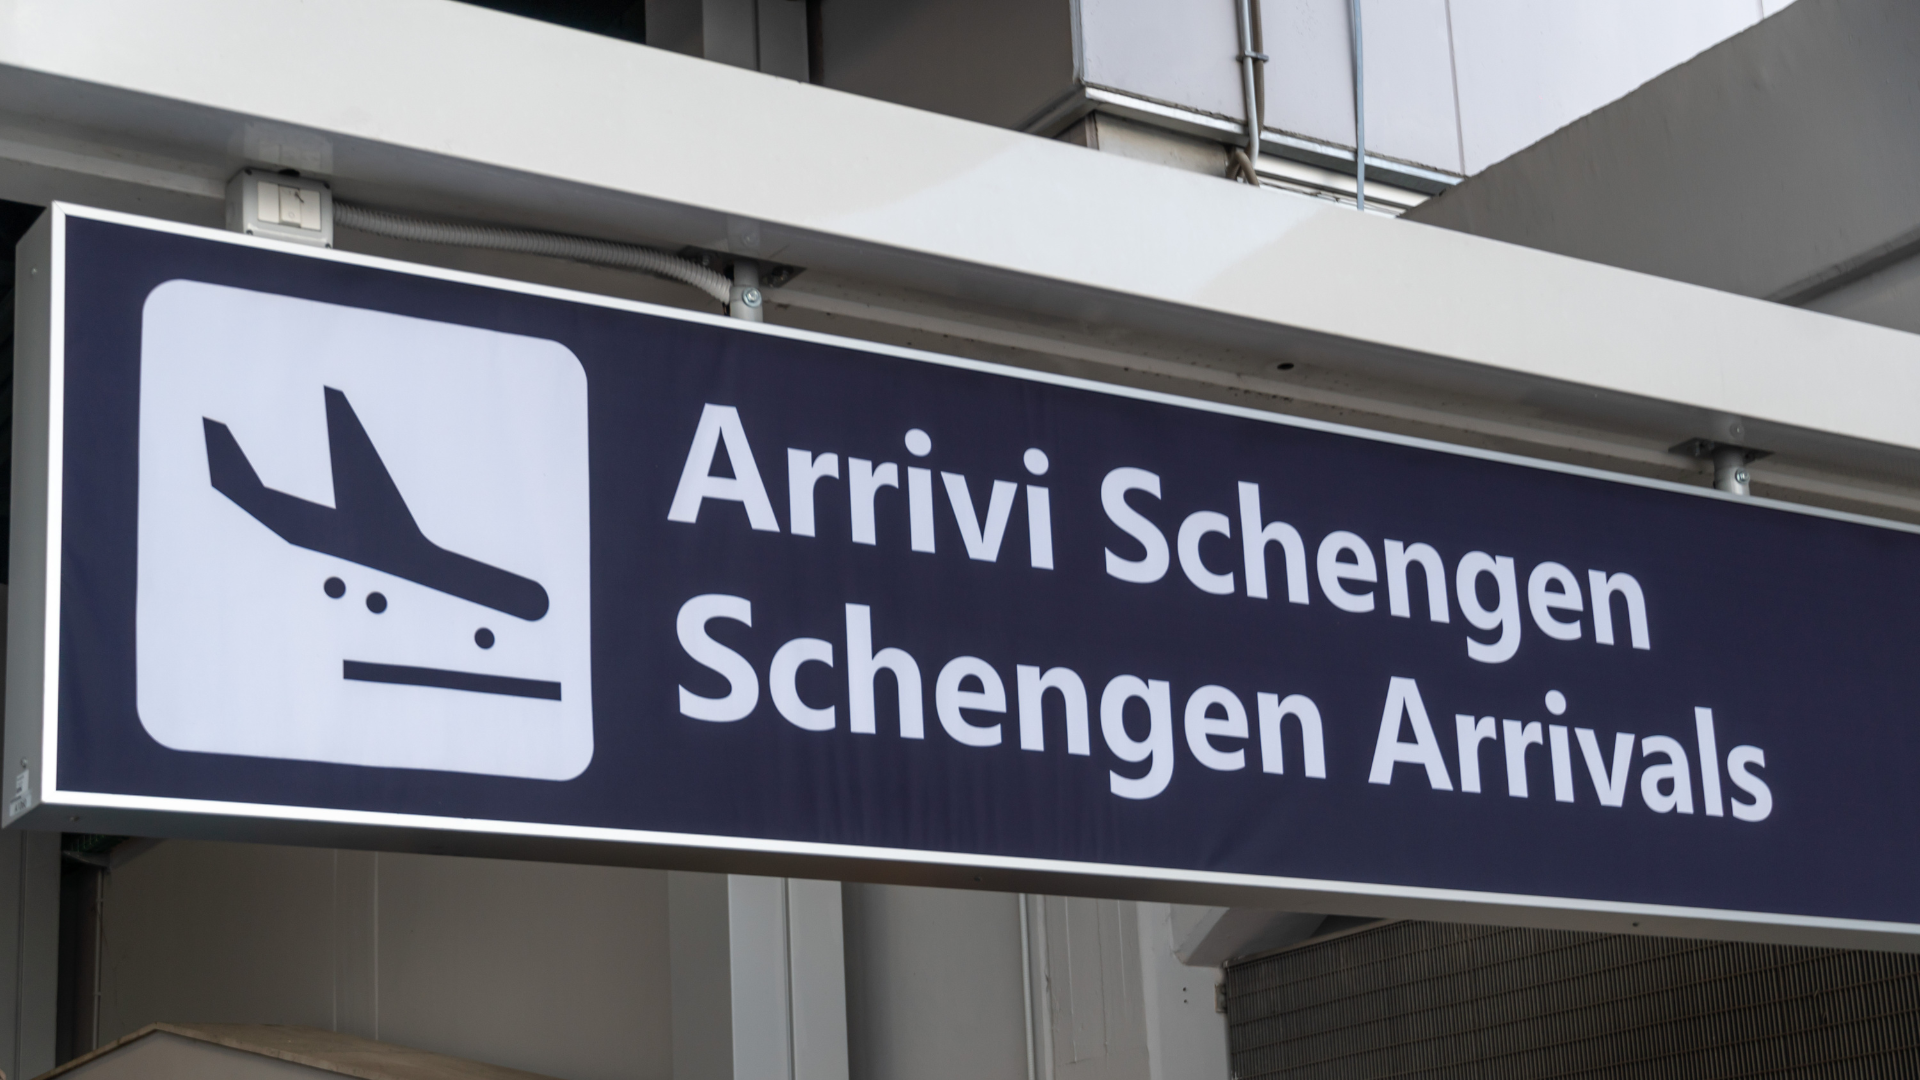 Arrivi Schengen
Schengen Arrivals